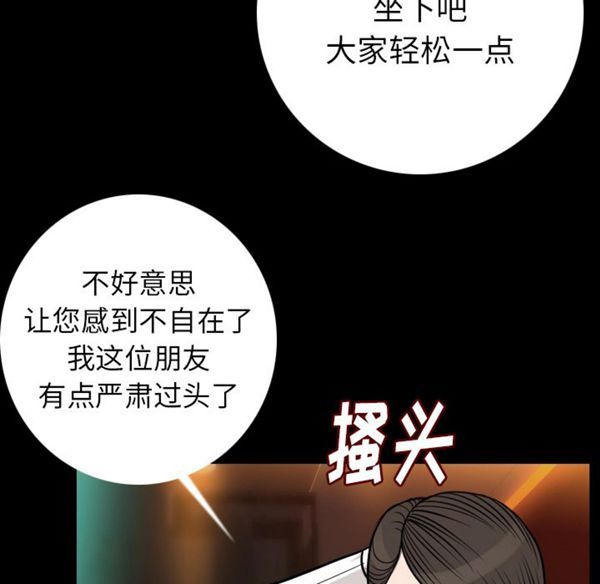 坐下吧
大家轻松一点
不好意思
让您感到不自在了
我这位朋友
有点严肃过头了
搔头